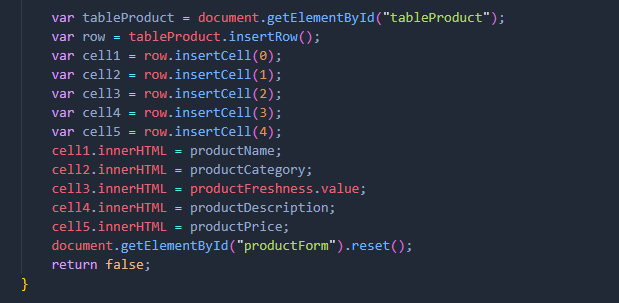 var tableProduct = document.getElementById("tableProduct");
var row = tableProduct.insertRow();
var cell1 = row.insertCell(0);
var cell2 = row.insertCell(1);
var cell3 = row.insertCell(2);
var cell4 = row.insertCell(3);
var cell5 = row.insertCell(4);
cell1.innerHTML = productName;
cell2.innerHTML = productCategory;
cell3.innerHTML = productFreshness.value;
cell4.innerHTML = productDescription;
cell5.innerHTML = productPrice;
document.getElementById("productForm").reset();
return false;
}